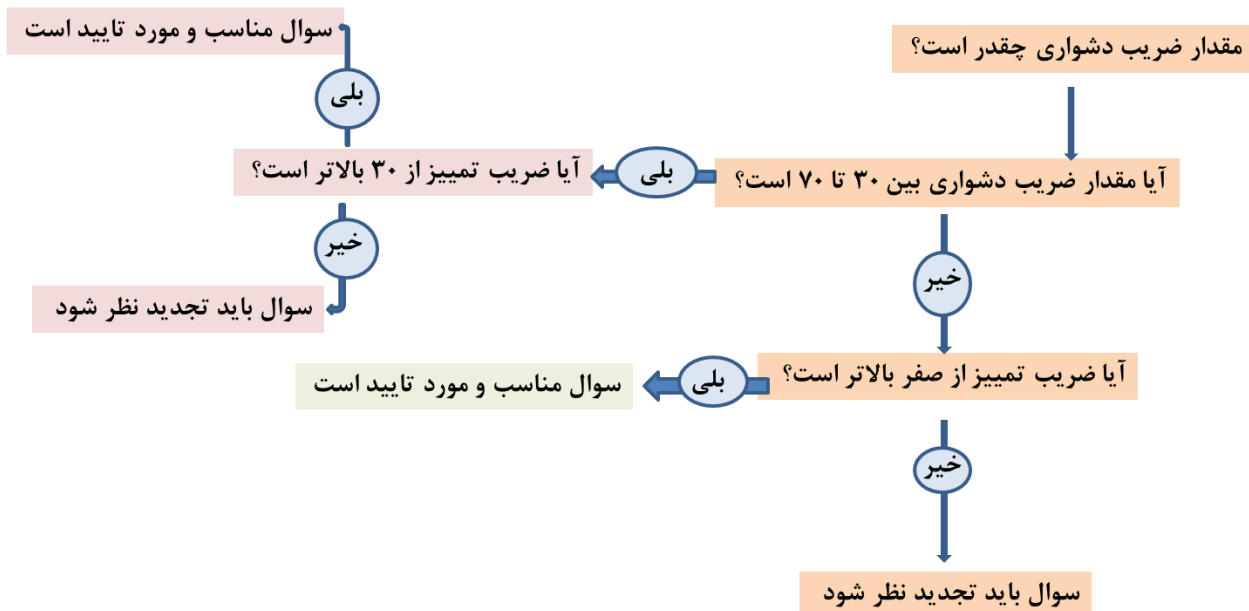 مقدار ضریب دشواری چقدر است؟
آیا مقدار ضریب دشواری بین ۳۰ تا ۷۰ است؟
بلی
آیا ضریب تمییز از ۳۰ بالاتر است؟
بلی
سوال مناسب و مورد تایید است
خیر
سوال باید تجدید نظر شود
خیر
آیا ضریب تمییز از صفر بالاتر است؟
بلی
سوال مناسب و مورد تایید است
خیر
سوال باید تجدید نظر شود